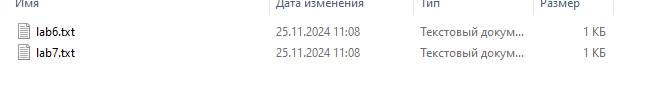 Имя Дата изменения Тип Размер
lab6.txt 25.11.2024 11:08 Текстовый докум... 1 КБ
lab7.txt 25.11.2024 11:08 Текстовый докум... 1 КБ